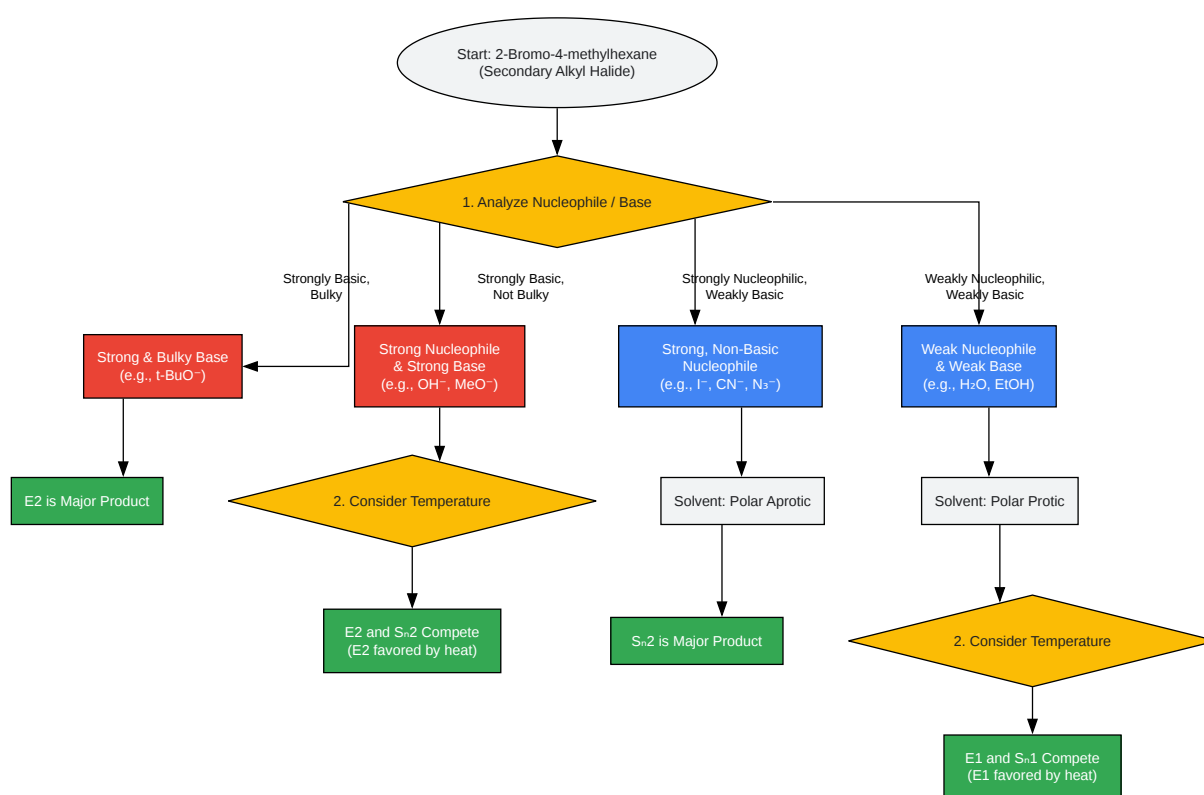 Start: 2-Bromo-4-methylhexane
(Secondary Alkyl Halide)
1. Analyze Nucleophile / Base
Strongly Basic,
Bulky
Strongly Basic,
Not Bulky
Strongly Nucleophilic,
Weakly Basic
Weakly Nucleophilic,
Weakly Basic
Strong & Bulky Base
(e.g., t-BuO⁻)
Strong Nucleophile
& Strong Base
(e.g., OH⁻, MeO⁻)
Strong, Non-Basic
Nucleophile
(e.g., I⁻, CN⁻, N₃⁻)
Weak Nucleophile
& Weak Base
(e.g., H₂O, EtOH)
E2 is Major Product
2. Consider Temperature
Solvent: Polar Aprotic
Solvent: Polar Protic
E2 and Sₙ2 Compete
(E2 favored by heat)
Sₙ2 is Major Product
2. Consider Temperature
E1 and Sₙ1 Compete
(E1 favored by heat)